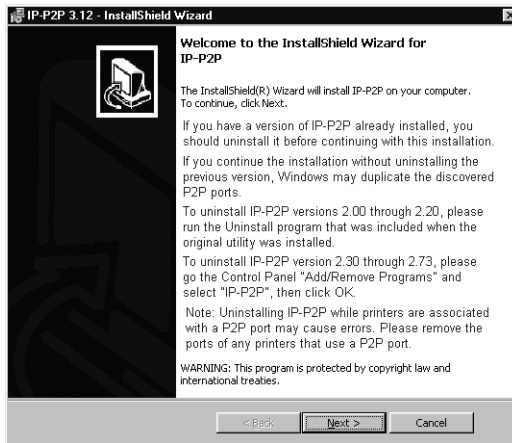 IP-P2P 3.12 - InstallShield Wizard
Welcome to the InstallShield Wizard for
IP-P2P
The InstallShield(R) Wizard will install IP-P2P on your computer.
To continue, click Next.
If you have a version of IP-P2P already installed, you
should uninstall it before continuing with this installation.
If you continue the installation without uninstalling the
previous version, Windows may duplicate the discovered
P2P ports.
To uninstall IP-P2P versions 2.00 through 2.20, please
run the Uninstall program that was included when the
original utility was installed.
To uninstall IP-P2P version 2.30 through 2.73, please
go the Control Panel "Add/Remove Programs" and
select "IP-P2P", then click OK.
Note: Uninstalling IP-P2P while printers are associated
with a P2P port may cause errors. Please remove the
ports of any printers that use a P2P port.
WARNING: This program is protected by copyright law and
international treaties.
< Back Next > Cancel